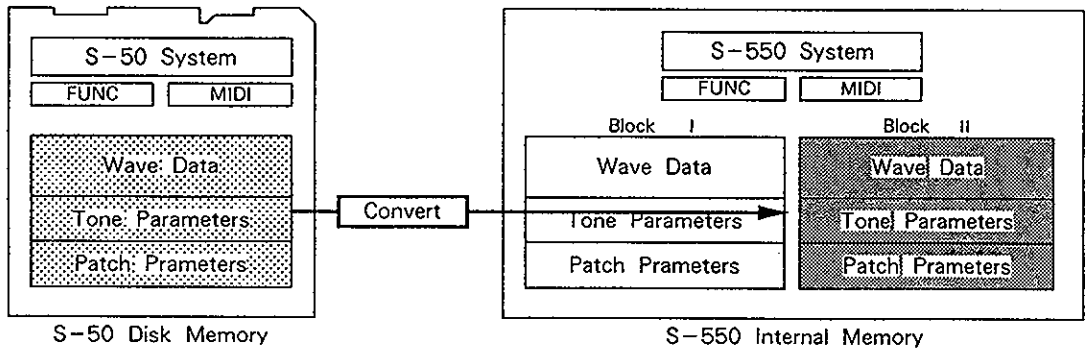 S-50 System
FUNC MIDI
Wave Data
Tone Parameters
Patch Prameters
S-50 Disk Memory
Convert
S-550 System
FUNC MIDI
Block I
Wave Data
Tone Parameters
Patch Prameters
Block II
Wave Data
Tone Parameters
Patch Prameters
S-550 Internal Memory